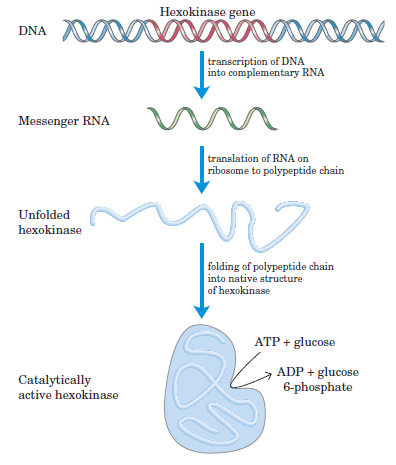 Hexokinase gene
DNA
transcription of DNA
into complementary RNA
Messenger RNA
translation of RNA on
ribosome to polypeptide chain
Unfolded
hexokinase
folding of polypeptide chain
into native structure
of hexokinase
ATP + glucose
ADP + glucose
6-phosphate
Catalytically
active hexokinase